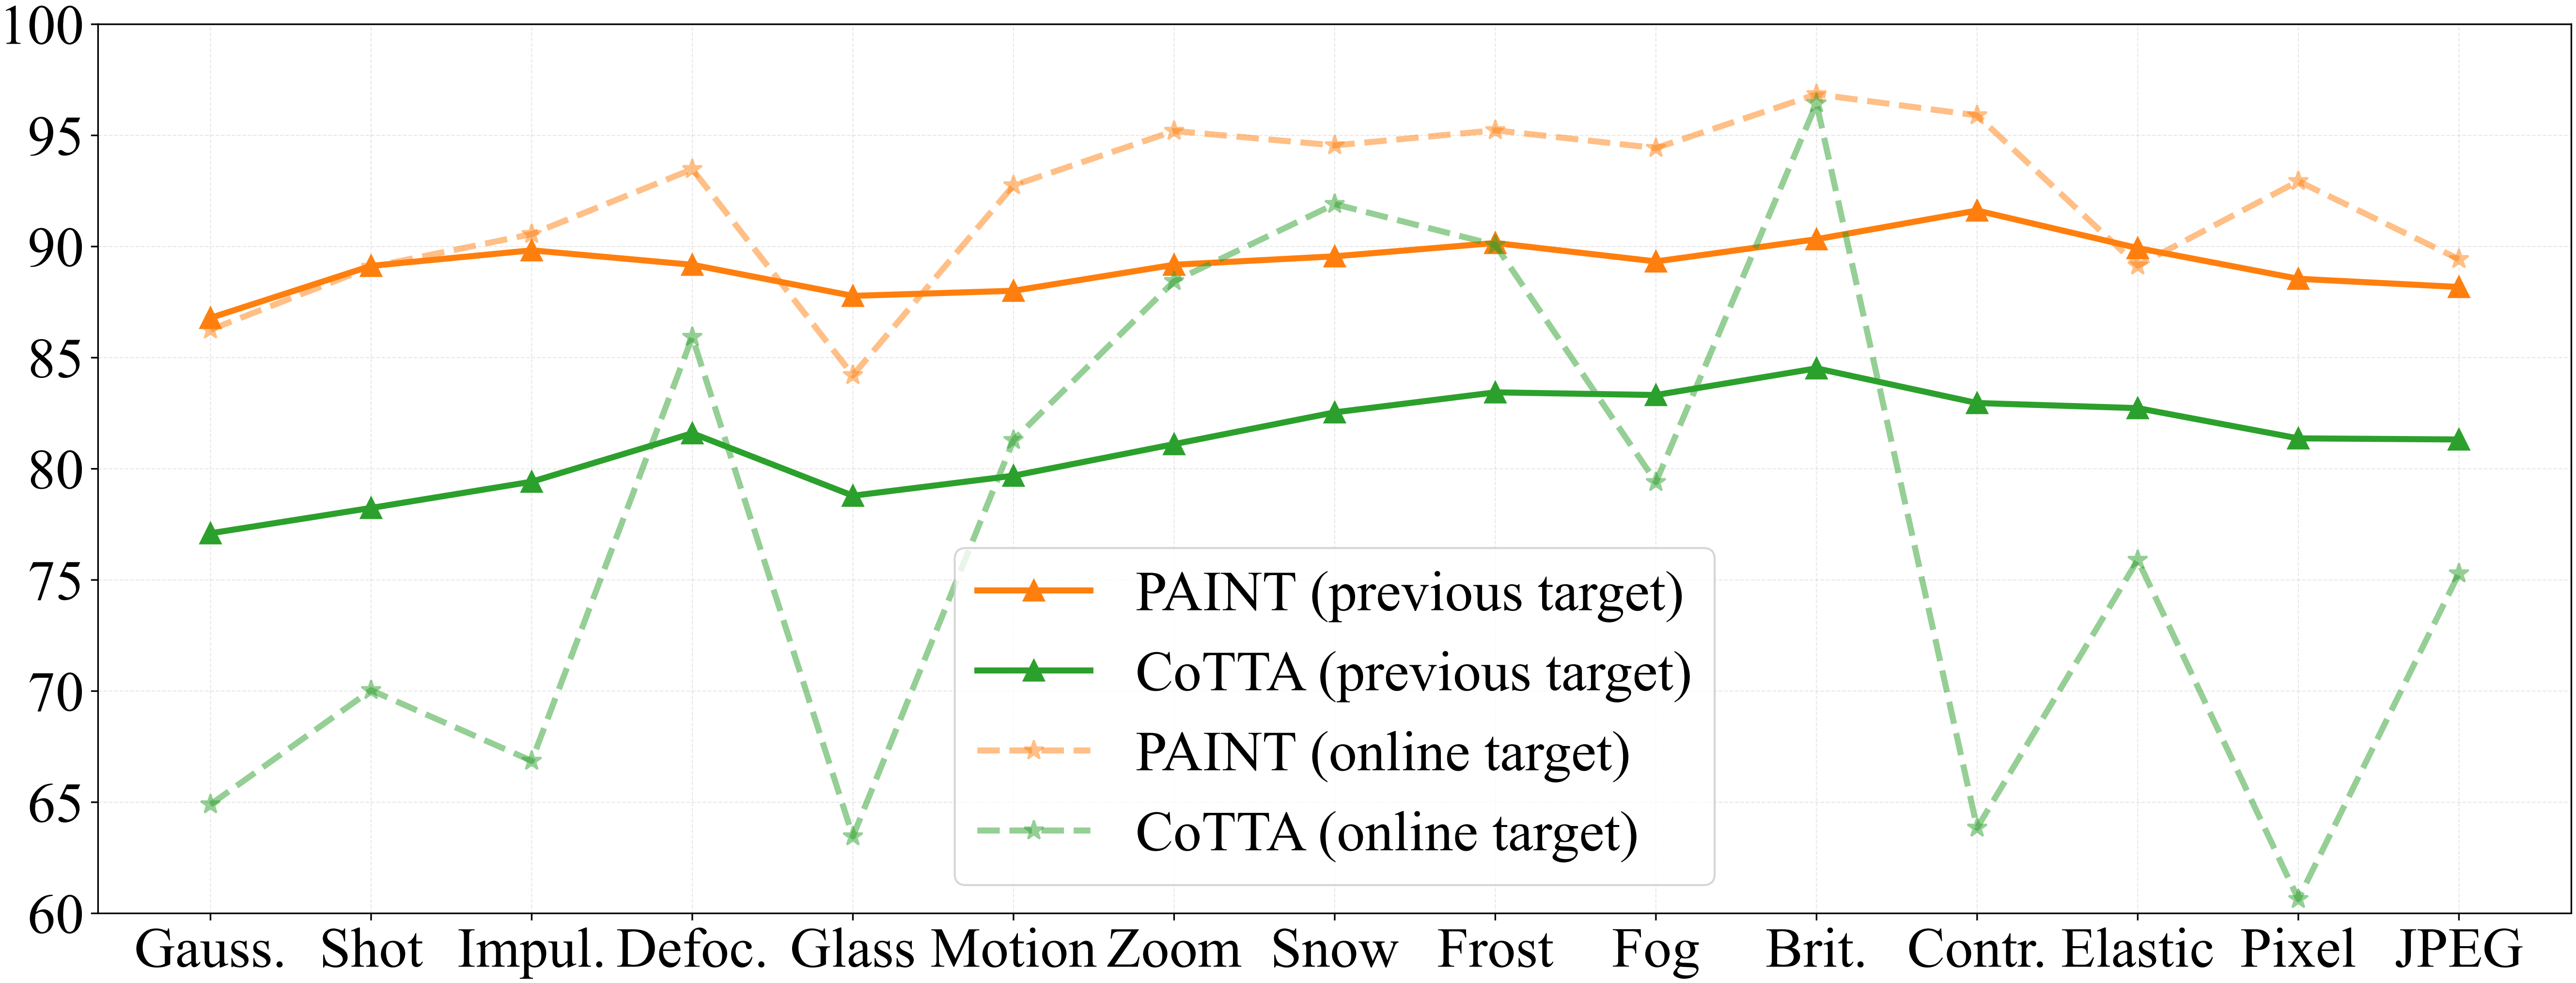 100
95
90
85
80
75
70
65
60
PAINT (previous target)
CoTTA (previous target)
PAINT (online target)
CoTTA (online target)
Gauss. Shot Impul. Defoc. Glass Motion Zoom Snow Frost Fog Brit. Contr. Elastic Pixel JPEG